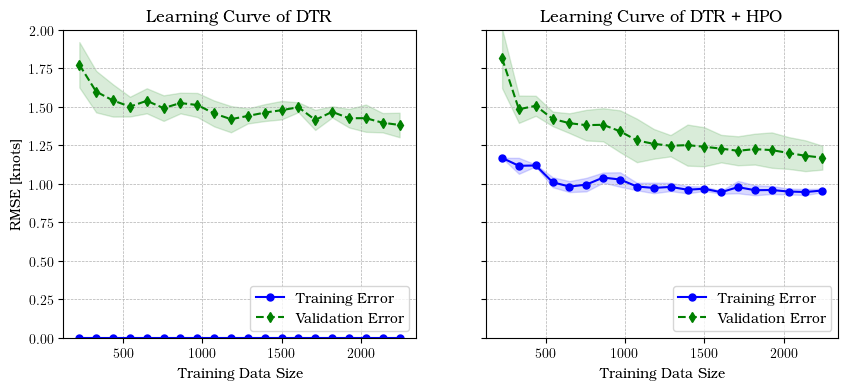 Learning Curve of DTR
Learning Curve of DTR + HPO
RMSE [knots]
2.00
1.75
1.50
1.25
1.00
0.75
0.50
0.25
0.00
Training Error
Validation Error
Training Error
Validation Error
500 1000 1500 2000
500 1000 1500 2000
Training Data Size
Training Data Size